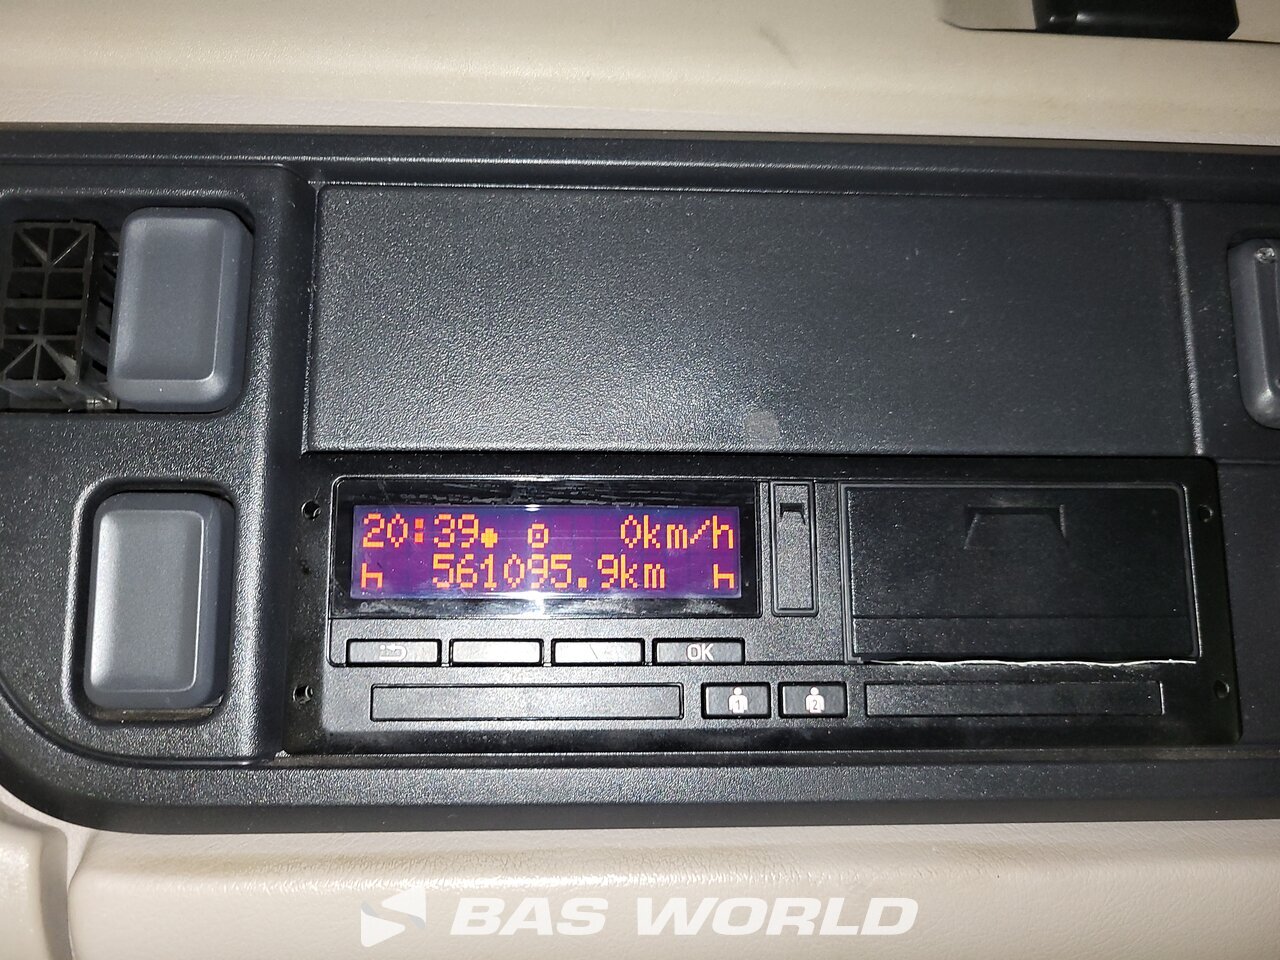 20:39 0km/h
561095.9km
OK
1 2
BAS WORLD